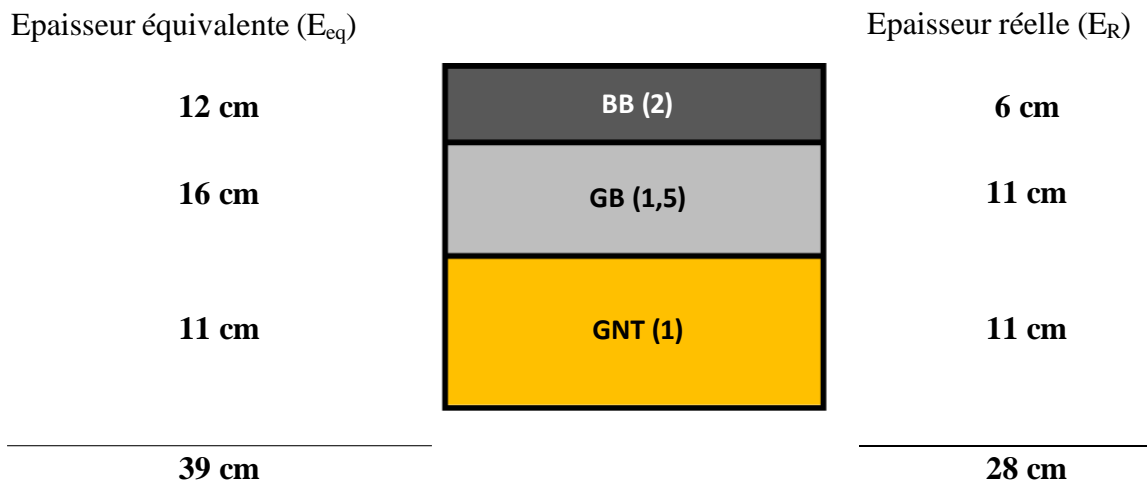 Epaisseur équivalente (Eeq) Epaisseur réelle (ER)
12 cm BB (2) 6 cm
16 cm GB (1,5) 11 cm
11 cm GNT (1) 11 cm
39 cm 28 cm